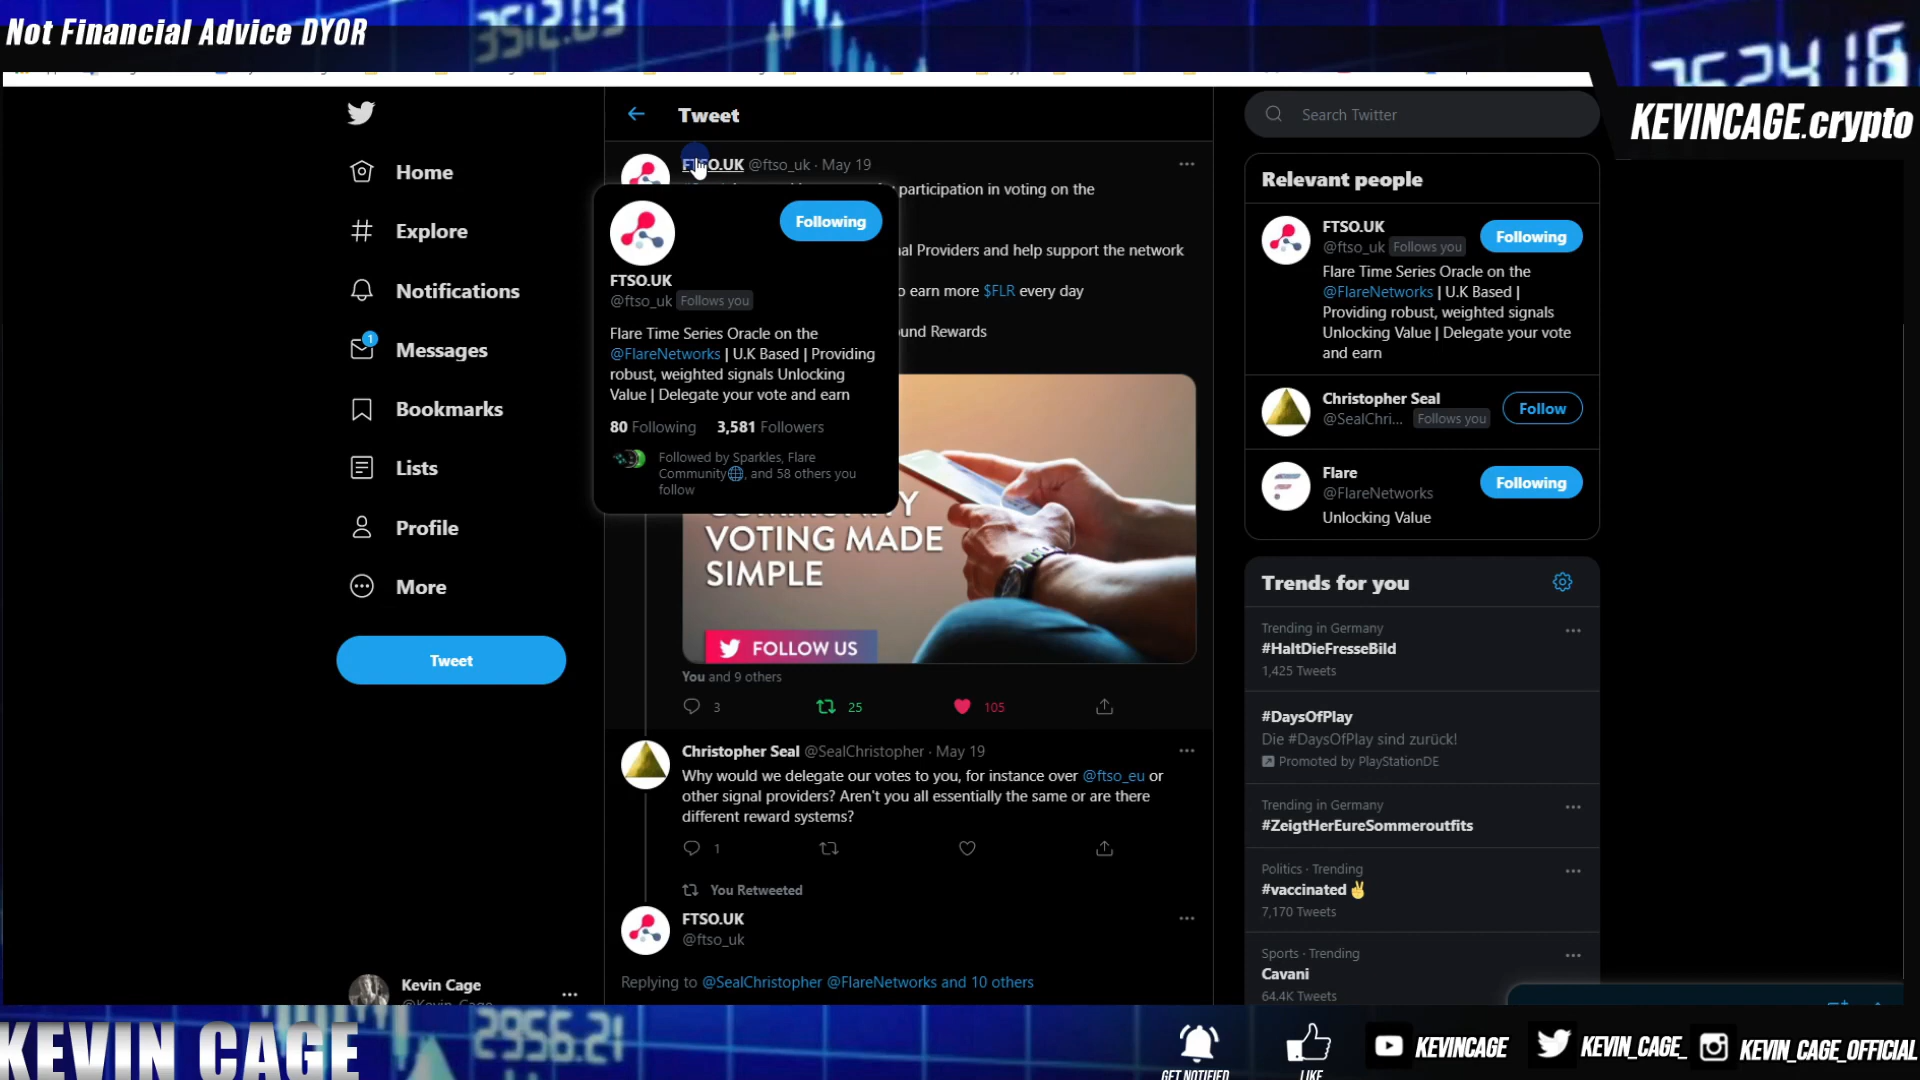 Not Financial Advice DYOR
3512.03
KEVINCAGE.crypto
Home
Explore
Notifications
1
Messages
Bookmarks
Lists
Profile
More
Tweet
Kevin Cage
Tweet
FTSO.UK @ftso_uk · May 19
participation in voting on the
Providers and help support the network
earn more $FLR every day
Rewards
Following
FTSO.UK
@ftso_uk Follows you
Flare Time Series Oracle on the
@FlareNetworks | U.K Based | Providing
robust, weighted signals Unlocking
Value | Delegate your vote and earn
80 Following 3,581 Followers
Followed by Sparkles, Flare
Community🌐, and 58 others you
follow
VOTING MADE
SIMPLE
FOLLOW US
You and 9 others
3 25 105
Christopher Seal @SealChristopher · May 19
Why would we delegate our votes to you, for instance over @ftso_eu or
other signal providers? Aren't you all essentially the same or are there
different reward systems?
1
You Retweeted
FTSO.UK
@ftso_uk
Replying to @SealChristopher @FlareNetworks and 10 others
Search Twitter
Relevant people
FTSO.UK
@ftso_uk Follows you
Following
Flare Time Series Oracle on the
@FlareNetworks | U.K Based |
Providing robust, weighted signals
Unlocking Value | Delegate your vote
and earn
Christopher Seal
@SealChri... Follows you
Follow
Flare
@FlareNetworks
Following
Unlocking Value
Trends for you
Trending in Germany
#HaltDieFresseBild
1,425 Tweets
#DaysOfPlay
Die #DaysOfPlay sind zurück!
Promoted by PlayStationDE
Trending in Germany
#ZeigtHerEureSommeroutfits
Politics · Trending
#vaccinated✌
7,170 Tweets
Sports · Trending
Cavani
64.4K Tweets
KEVIN CAGE
2956.21
GET NOTIFIED
LIKE
KEVINCAGE
KEVIN_CAGE_
KEVIN_CAGE_OFFICIAL